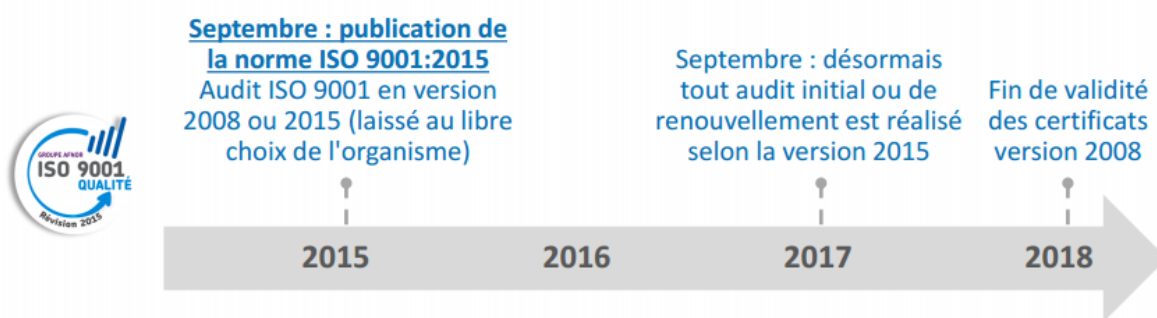 Septembre : publication de
la norme ISO 9001:2015
Audit ISO 9001 en version
2008 ou 2015 (laissé au libre
choix de l'organisme)
Septembre : désormais
tout audit initial ou de
renouvellement est réalisé
selon la version 2015
Fin de validité
des certificats
version 2008
GROUPE AFNOR
ISO 9001
QUALITÉ
Révision 2015
2015
2016
2017
2018